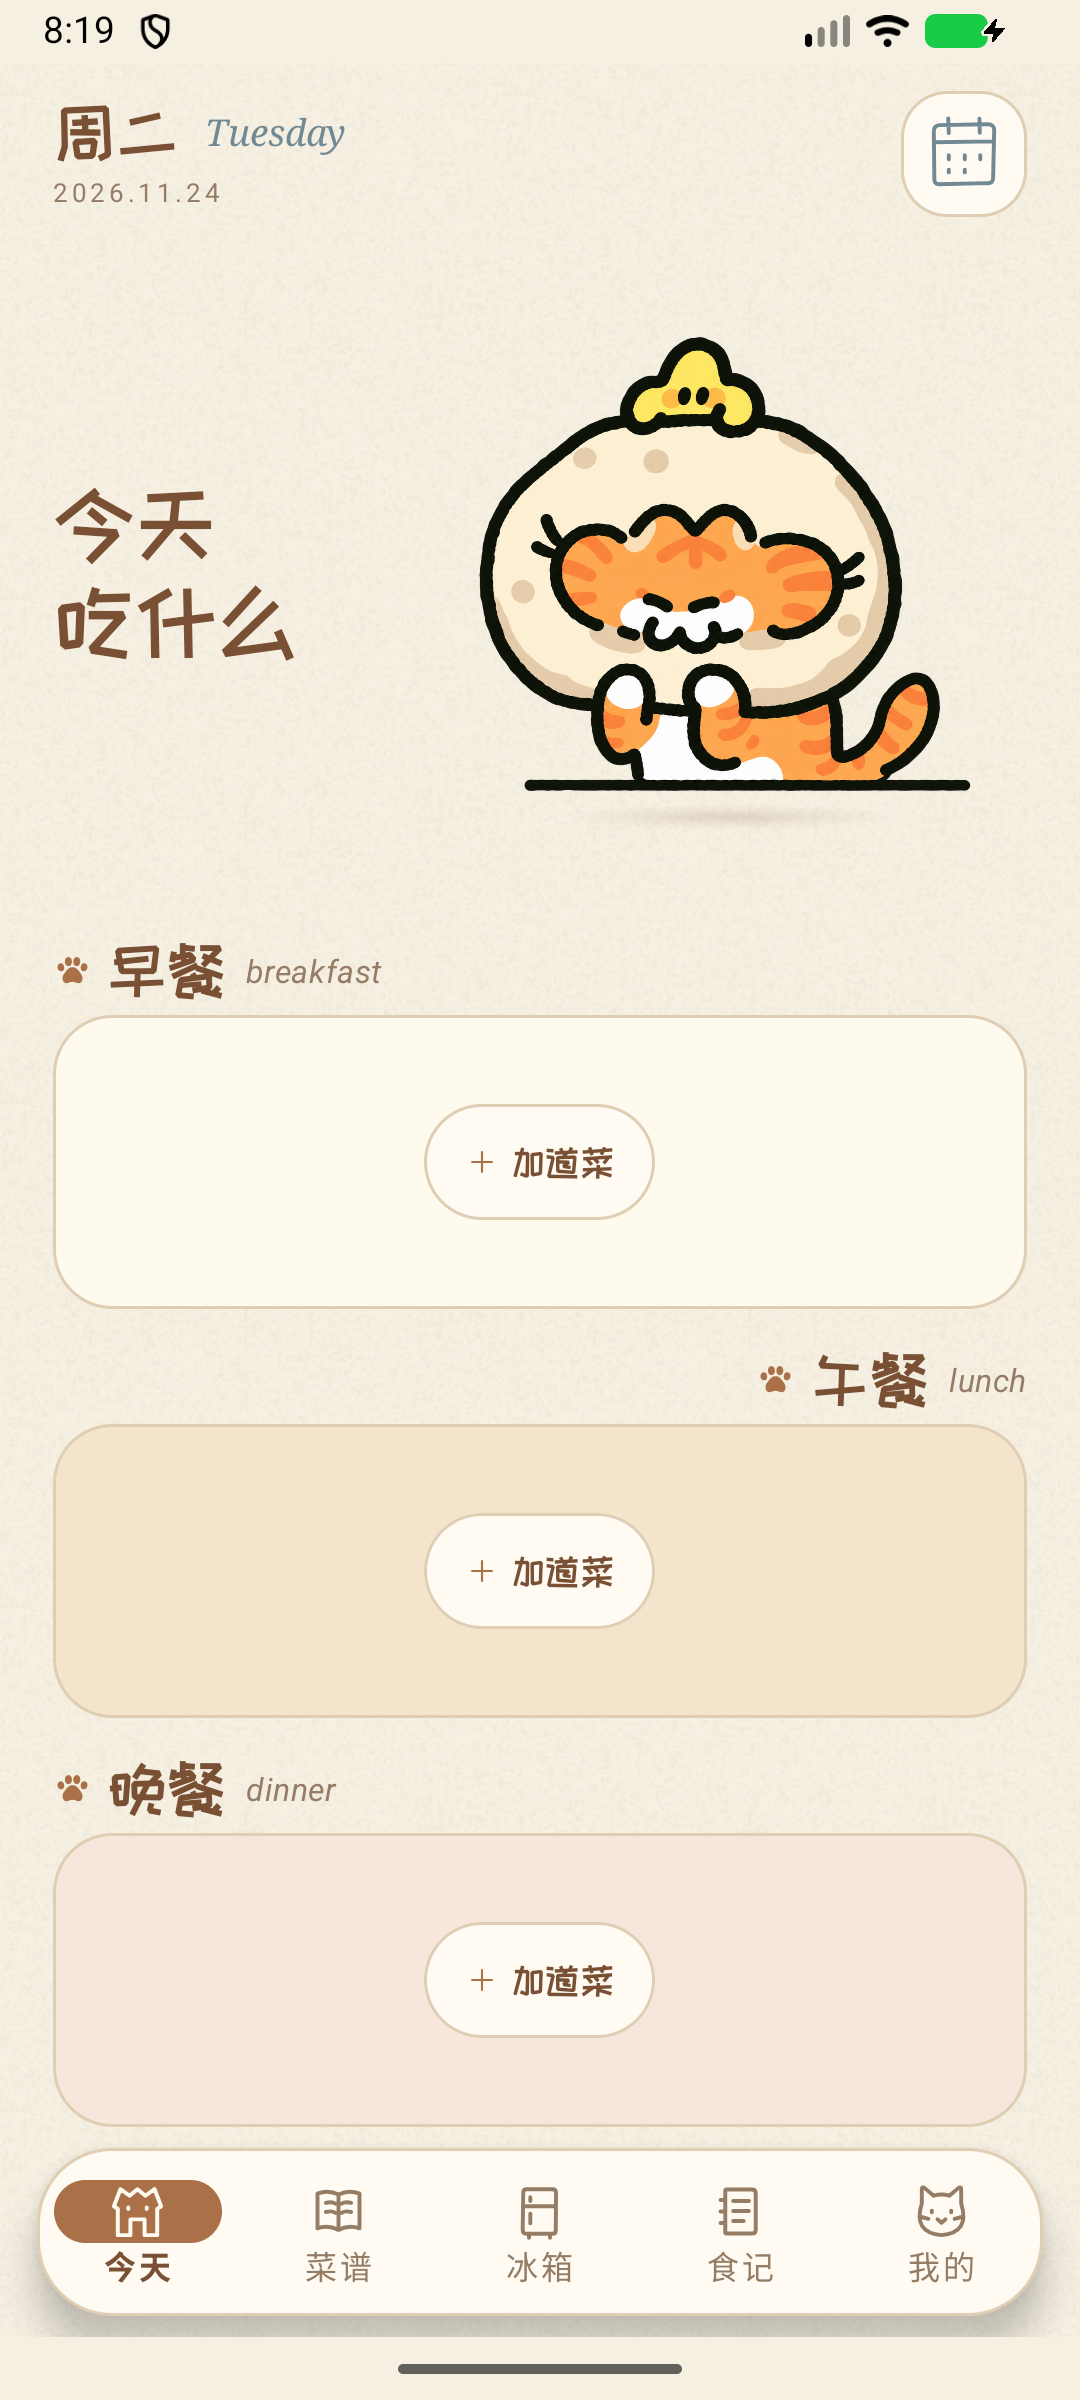 8:19
周二 Tuesday
2026.11.24
今天
吃什么
早餐 breakfast
+ 加道菜
午餐 lunch
+ 加道菜
晚餐 dinner
+ 加道菜
今天 菜谱 冰箱 食记 我的